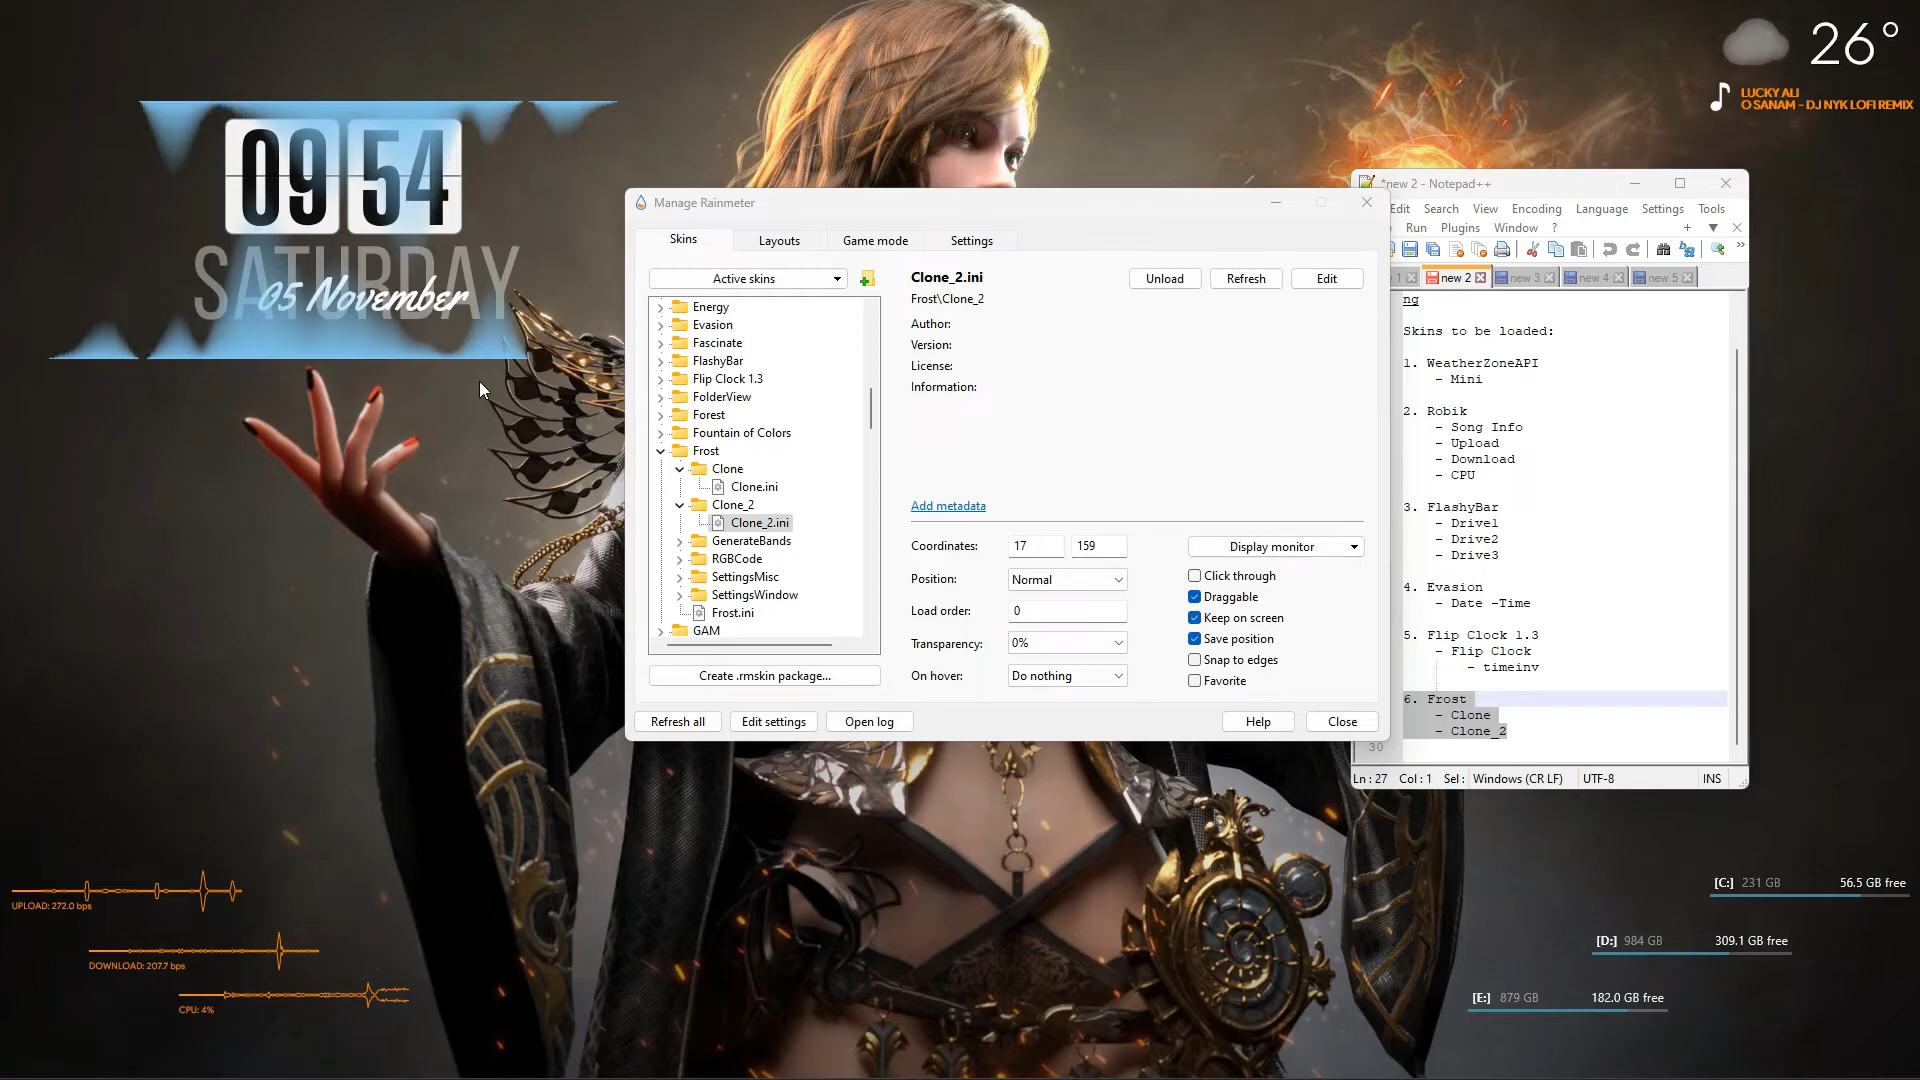 26°
LUCKY ALI
O SANAM - DJ NYK LOFI REMIX
09 54
SATURDAY
05 November
Manage Rainmeter
Skins
Layouts
Game mode
Settings
Active skins
Energy
Evasion
Fascinate
FlashyBar
Flip Clock 1.3
FolderView
Forest
Fountain of Colors
Frost
Clone
Clone.ini
Clone_2
Clone_2.ini
GenerateBands
RGBCode
SettingsMisc
SettingsWindow
Frost.ini
GAM
Create .rmskin package...
Clone_2.ini
Frost\Clone_2
Unload
Refresh
Edit
Author:
Version:
License:
Information:
Add metadata
Coordinates: 17 159
Position: Normal
Load order: 0
Transparency: 0%
On hover: Do nothing
Display monitor
Click through
Draggable
Keep on screen
Save position
Snap to edges
Favorite
Refresh all
Edit settings
Open log
Help
Close
*new 2 - Notepad++
Edit Search View Encoding Language Settings Tools
Run Plugins Window ? + ▼ X
1 new 2 new 3 new 4 new 5
ng
Skins to be loaded:
1. WeatherZoneAPI
- Mini
2. Robik
- Song Info
- Upload
- Download
- CPU
3. FlashyBar
- Drive1
- Drive2
- Drive3
4. Evasion
- Date -Time
5. Flip Clock 1.3
- Flip Clock
- timeinv
6. Frost
- Clone
- Clone_2
30
Ln : 27 Col : 1 Sel : Windows (CR LF) UTF-8 INS
UPLOAD: 272.0 bps
DOWNLOAD: 207.7 bps
CPU: 4%
[C:] 231 GB 56.5 GB free
[D:] 984 GB 309.1 GB free
[E:] 879 GB 182.0 GB free